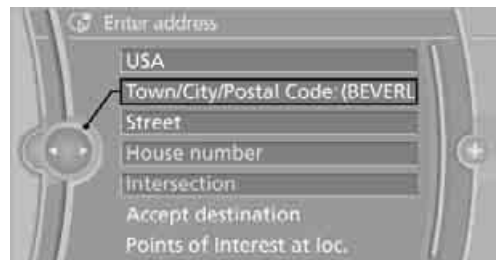 Enter address
USA
Town/City/Postal Code: (BEVERL
Street
House number
Intersection
Accept destination
Points of Interest at loc.